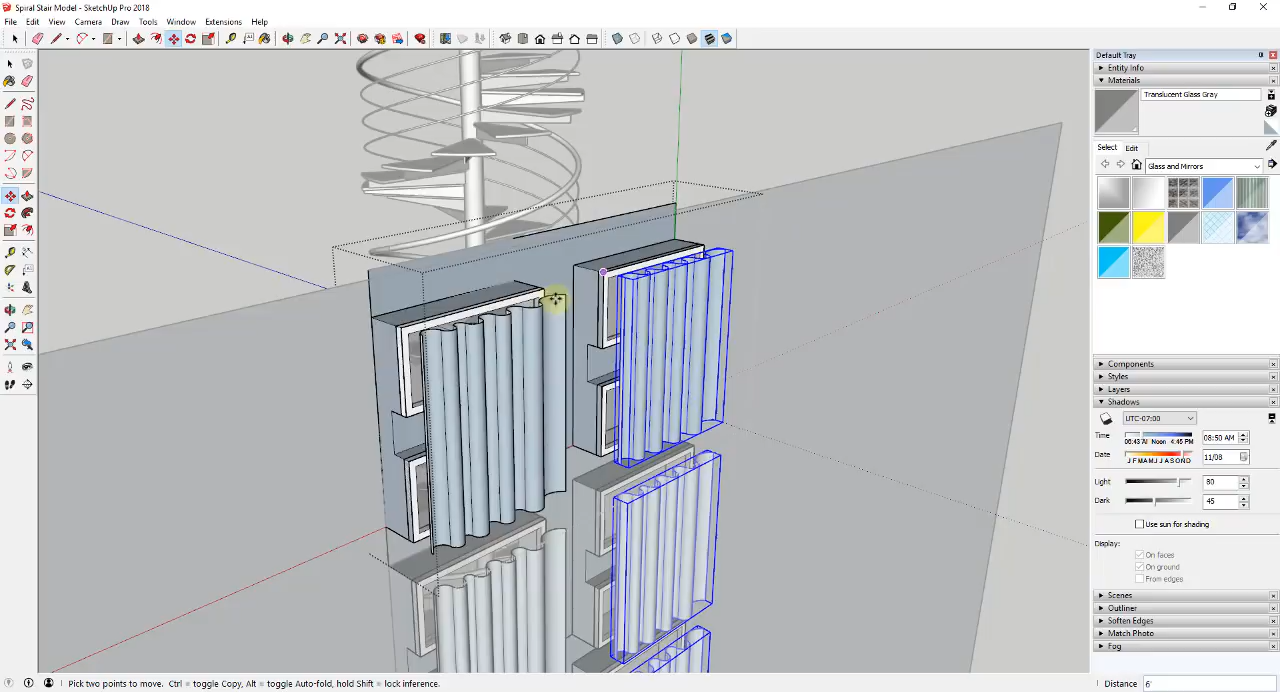 Spiral Stair Model - SketchUp Pro 2018
File Edit View Camera Draw Tools Window Extensions Help
Default Tray
Entity Info
Materials
Translucent Glass Gray
Select Edit
Glass and Mirrors
Components
Styles
Layers
Shadows
UTC-07:00
Time
06:43 AM Noon 4:45 PM
08:50 AM
Date
J F M A M J J A S O N D
11/08
Light
80
Dark
45
Use sun for shading
Display:
On faces
On ground
From edges
Scenes
Outliner
Soften Edges
Match Photo
Fog
Pick two points to move. Ctrl = toggle Copy, Alt = toggle Auto-fold, hold Shift = lock inference.
Distance 6'